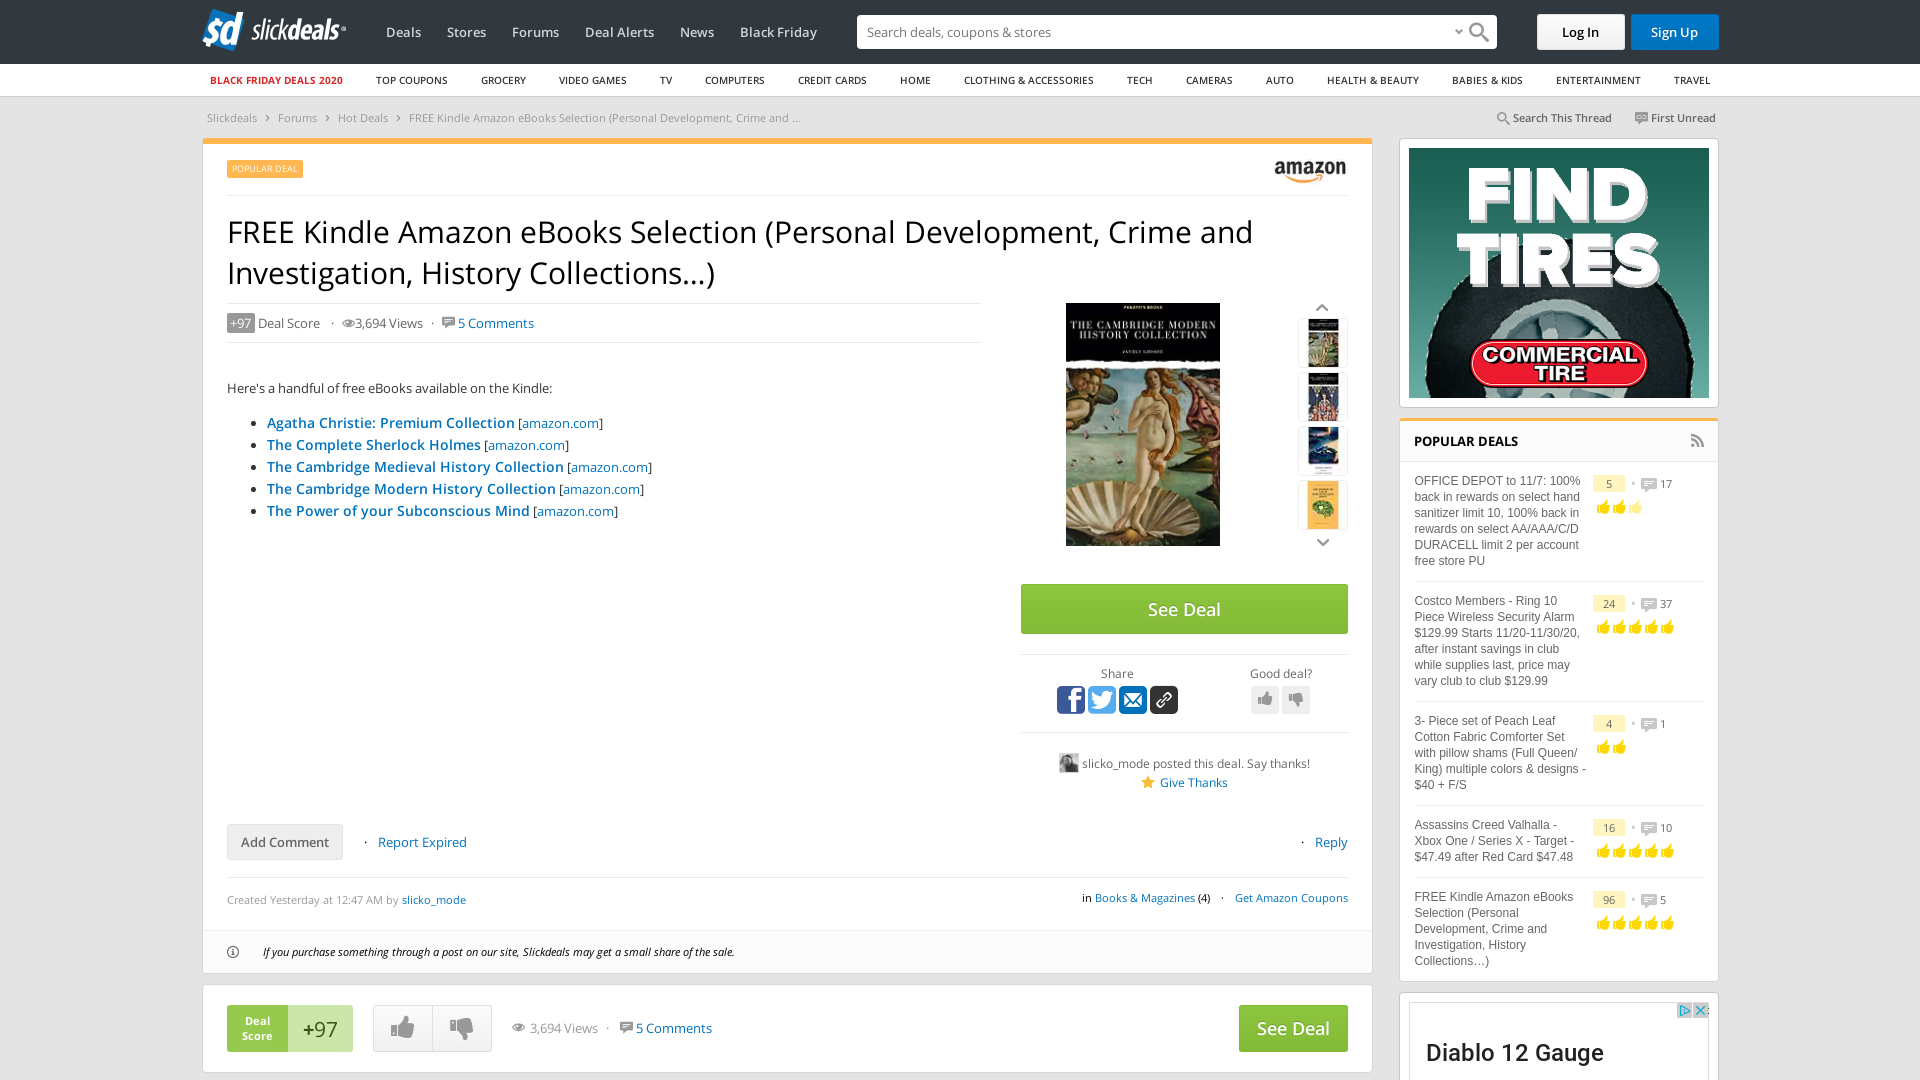 slickdeals
Deals
Stores
Forums
Deal Alerts
News
Black Friday
Search deals, coupons & stores
Log In
Sign Up
BLACK FRIDAY DEALS 2020
TOP COUPONS
GROCERY
VIDEO GAMES
TV
COMPUTERS
CREDIT CARDS
HOME
CLOTHING & ACCESSORIES
TECH
CAMERAS
AUTO
HEALTH & BEAUTY
BABIES & KIDS
ENTERTAINMENT
TRAVEL
Slickdeals › Forums › Hot Deals › FREE Kindle Amazon eBooks Selection (Personal Development, Crime and ...
Search This Thread
First Unread
POPULAR DEAL
amazon
FREE Kindle Amazon eBooks Selection (Personal Development, Crime and
Investigation, History Collections…)
+97 Deal Score · 3,694 Views · 5 Comments
Here's a handful of free eBooks available on the Kindle:
Agatha Christie: Premium Collection [amazon.com]
The Complete Sherlock Holmes [amazon.com]
The Cambridge Medieval History Collection [amazon.com]
The Cambridge Modern History Collection [amazon.com]
The Power of your Subconscious Mind [amazon.com]
THE CAMBRIDGE MODERN
HISTORY COLLECTION
See Deal
Share
Good deal?
slicko_mode posted this deal. Say thanks!
Give Thanks
Add Comment
· Report Expired
· Reply
Created Yesterday at 12:47 AM by slicko_mode
in Books & Magazines (4) · Get Amazon Coupons
If you purchase something through a post on our site, Slickdeals may get a small share of the sale.
Deal
Score
+97
3,694 Views · 5 Comments
See Deal
FIND
TIRES
COMMERCIAL
TIRE
POPULAR DEALS
OFFICE DEPOT to 11/7: 100%
back in rewards on select hand
sanitizer limit 10, 100% back in
rewards on select AA/AAA/C/D
DURACELL limit 2 per account
free store PU
5 • 17
Costco Members - Ring 10
Piece Wireless Security Alarm
$129.99 Starts 11/20-11/30/20,
after instant savings in club
while supplies last, price may
vary club to club $129.99
24 • 37
3- Piece set of Peach Leaf
Cotton Fabric Comforter Set
with pillow shams (Full Queen/
King) multiple colors & designs -
$40 + F/S
4 • 1
Assassins Creed Valhalla -
Xbox One / Series X - Target -
$47.49 after Red Card $47.48
16 • 10
FREE Kindle Amazon eBooks
Selection (Personal
Development, Crime and
Investigation, History
Collections…)
96 • 5
Diablo 12 Gauge